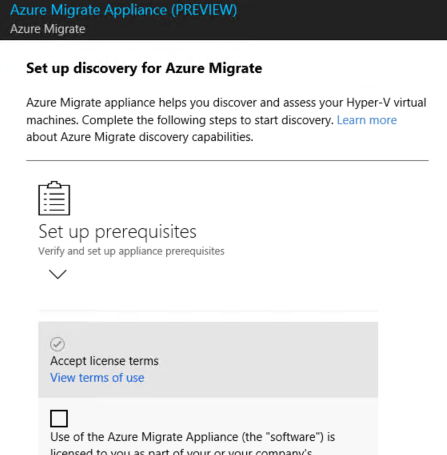 Azure Migrate Appliance (PREVIEW)
Azure Migrate
Set up discovery for Azure Migrate
Azure Migrate appliance helps you discover and assess your Hyper-V virtual
machines. Complete the following steps to start discovery. Learn more
about Azure Migrate discovery capabilities.
Set up prerequisites
Verify and set up appliance prerequisites
Accept license terms
View terms of use
Use of the Azure Migrate Appliance (the "software") is
licensed to you as part of your or your company's